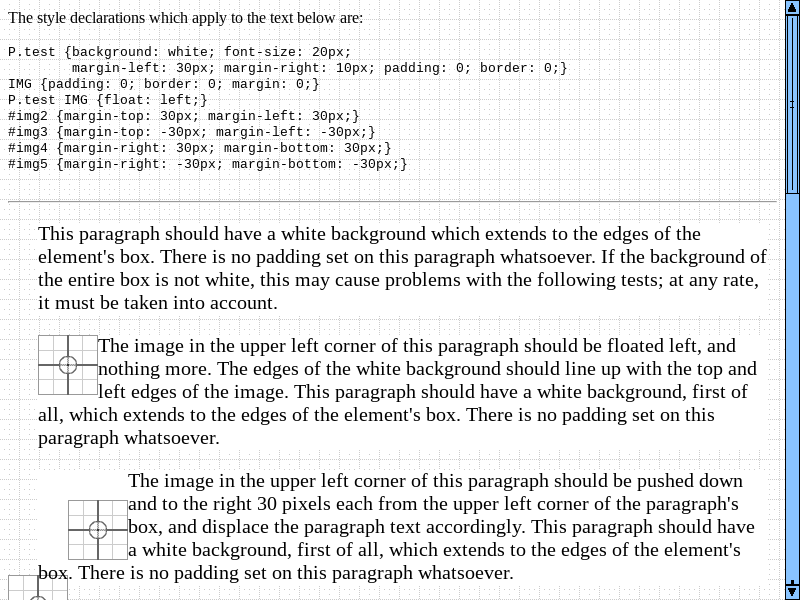 The style declarations which apply to the text below are:
P.test {background: white; font-size: 20px;
margin-left: 30px; margin-right: 10px; padding: 0; border: 0;}
IMG {padding: 0; border: 0; margin: 0;}
P.test IMG {float: left;}
#img2 {margin-top: 30px; margin-left: 30px;}
#img3 {margin-top: -30px; margin-left: -30px;}
#img4 {margin-right: 30px; margin-bottom: 30px;}
#img5 {margin-right: -30px; margin-bottom: -30px;}
This paragraph should have a white background which extends to the edges of the
element's box. There is no padding set on this paragraph whatsoever. If the background of
the entire box is not white, this may cause problems with the following tests; at any rate,
it must be taken into account.
The image in the upper left corner of this paragraph should be floated left, and
nothing more. The edges of the white background should line up with the top and
left edges of the image. This paragraph should have a white background, first of
all, which extends to the edges of the element's box. There is no padding set on this
paragraph whatsoever.
The image in the upper left corner of this paragraph should be pushed down
and to the right 30 pixels each from the upper left corner of the paragraph's
box, and displace the paragraph text accordingly. This paragraph should have
a white background, first of all, which extends to the edges of the element's
box. There is no padding set on this paragraph whatsoever.